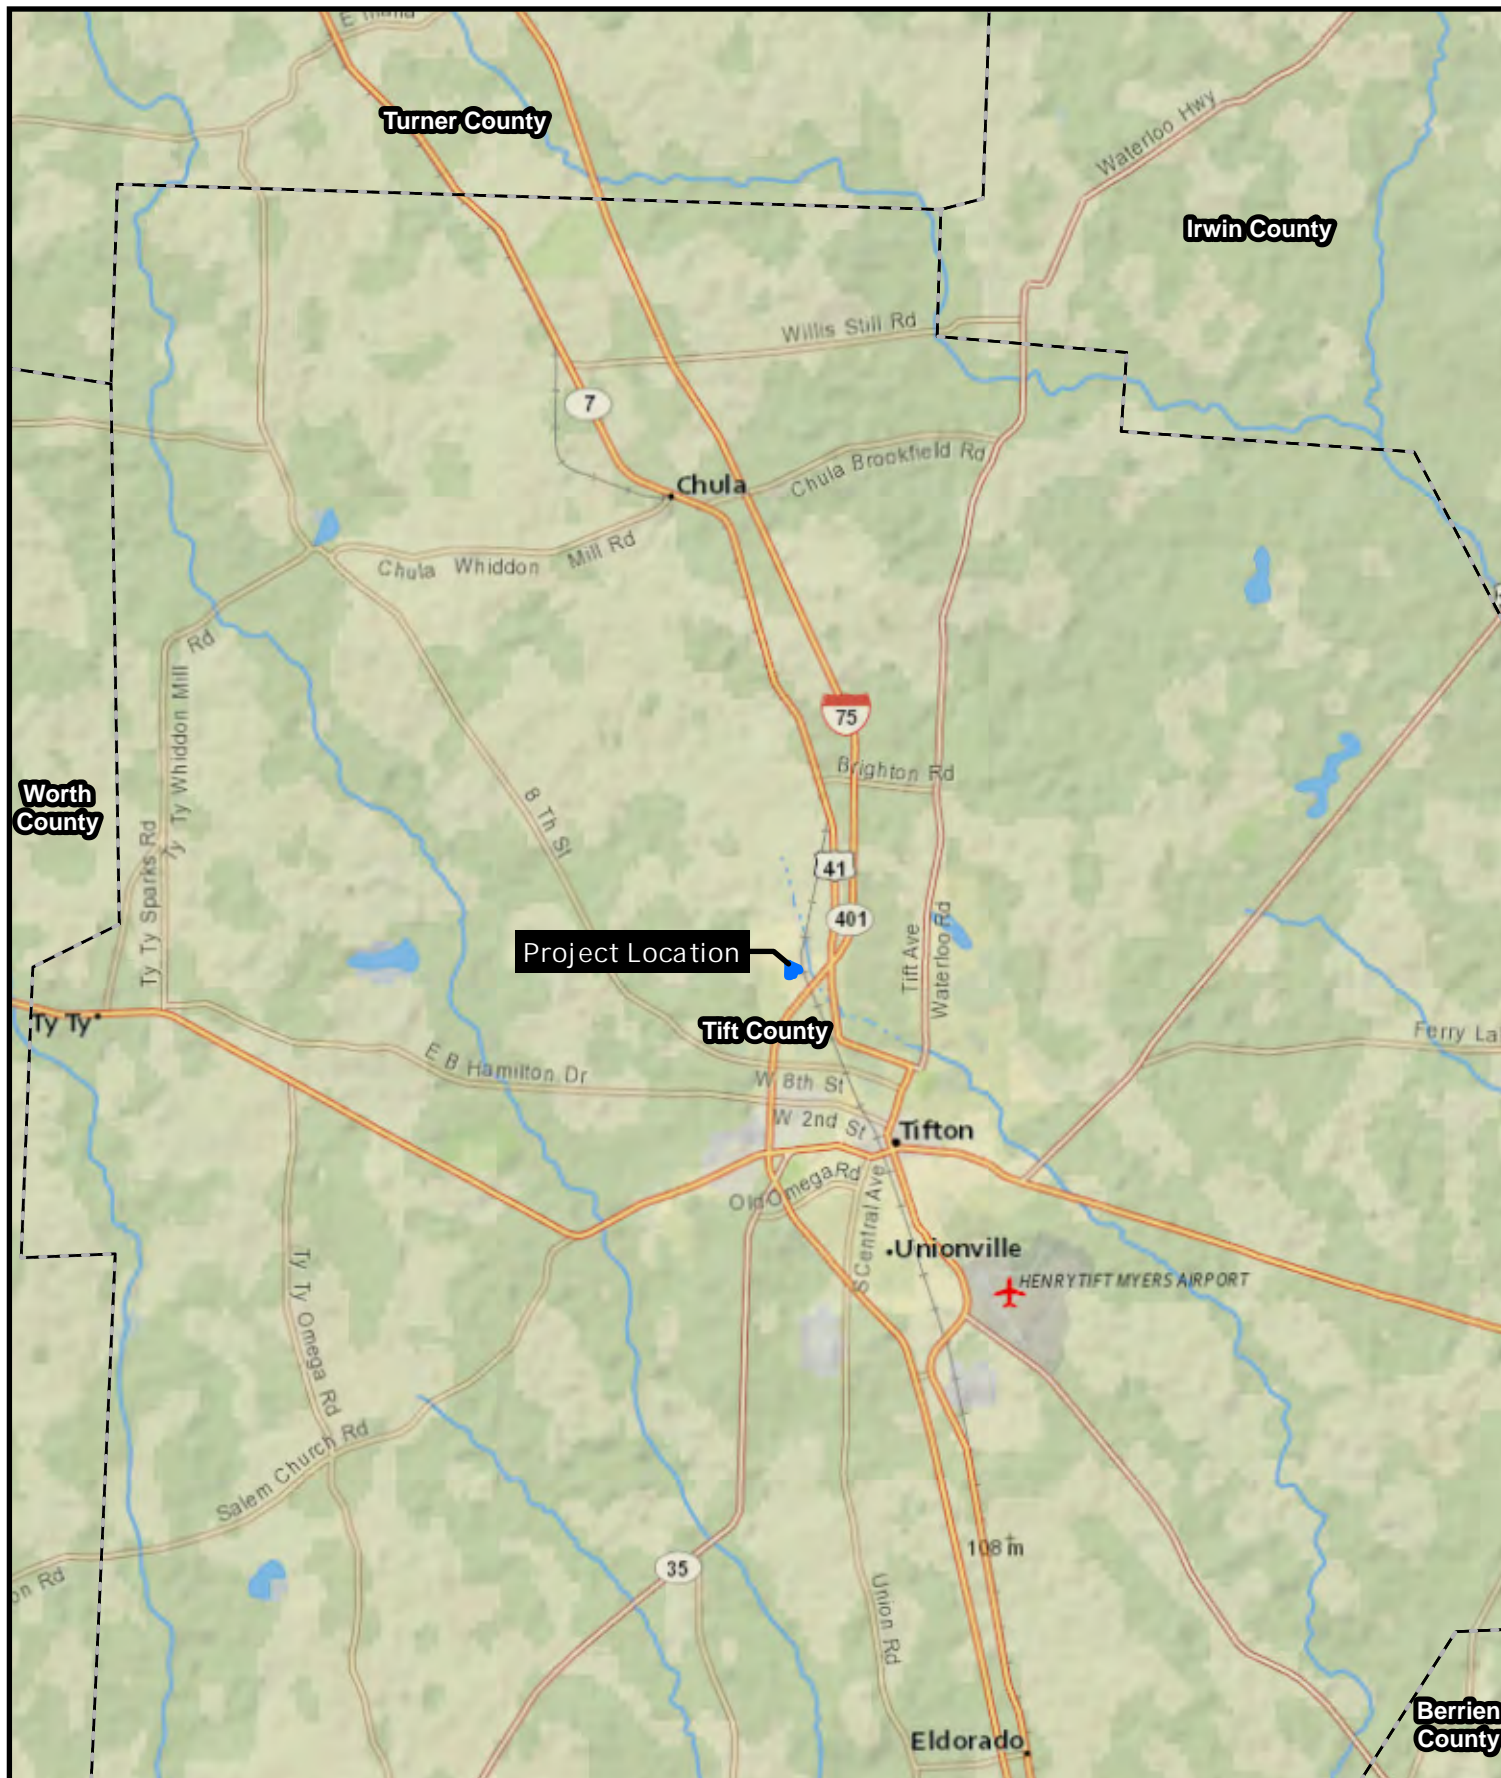 Turner County
Waterloo Hwy
Irwin County
Willis Still Rd
7
Chula Brookfield Rd
Chula
Chula Whiddon Mill Rd
Rd
Ty Ty Whiddon Mill
75
Brighton Rd
Worth
County
8 Th St
Ty Ty Sparks Rd
41
401
Tift Ave
Waterloo Rd
Project Location
Ty Ty
Tift County
Ferry La
E B Hamilton Dr
W 8th St
W 2nd St
Tifton
Old Omega Rd
S Central Ave
Unionville
HENRY TIFT MYERS AIRPORT
Ty Ty Omega Rd
Salem Church Rd
108 m
35
on Rd
Union Rd
Berrien
County
Eldorado